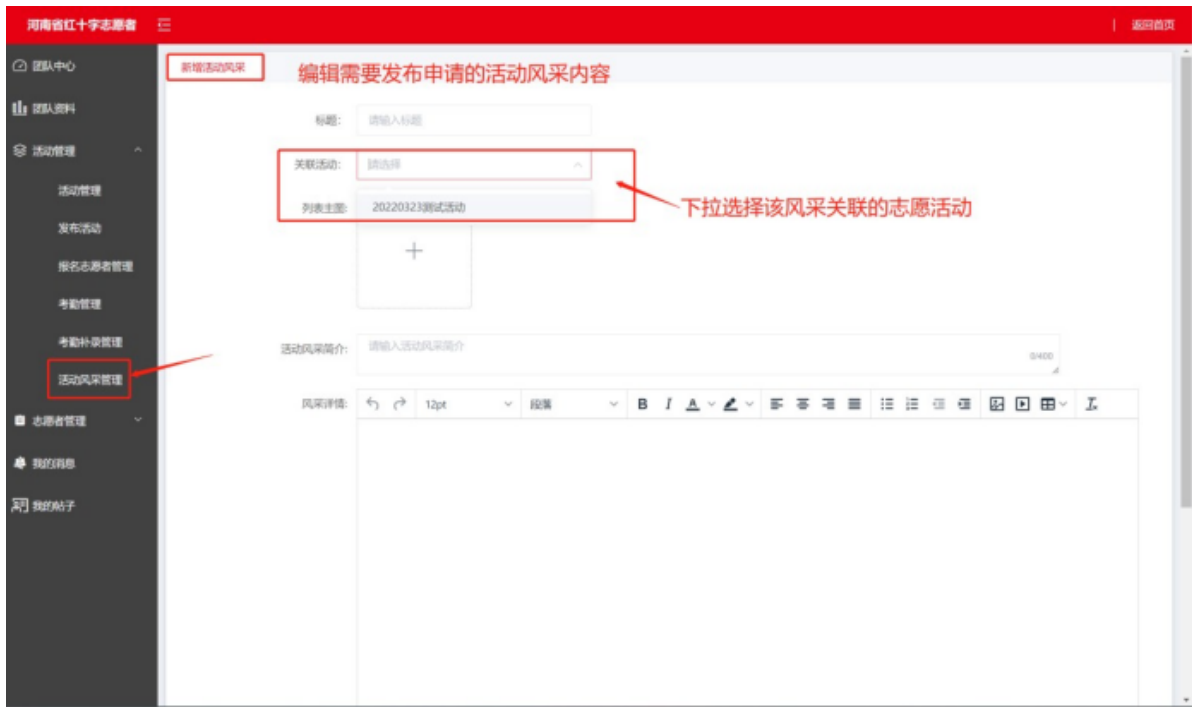 河南省红十字志愿者
返回首页
团队中心
团队资料
活动管理
活动管理
发布活动
报名志愿者管理
考勤管理
考勤补录管理
活动风采管理
志愿者管理
我的消息
我的帖子
新增活动风采
编辑需要发布申请的活动风采内容
标题: 请输入标题
关联活动: 请选择
列表主图: 20220323测试活动
下拉选择该风采关联的志愿活动
活动风采简介: 请输入活动风采简介
0/400
风采详情: 12pt 段落 B I A